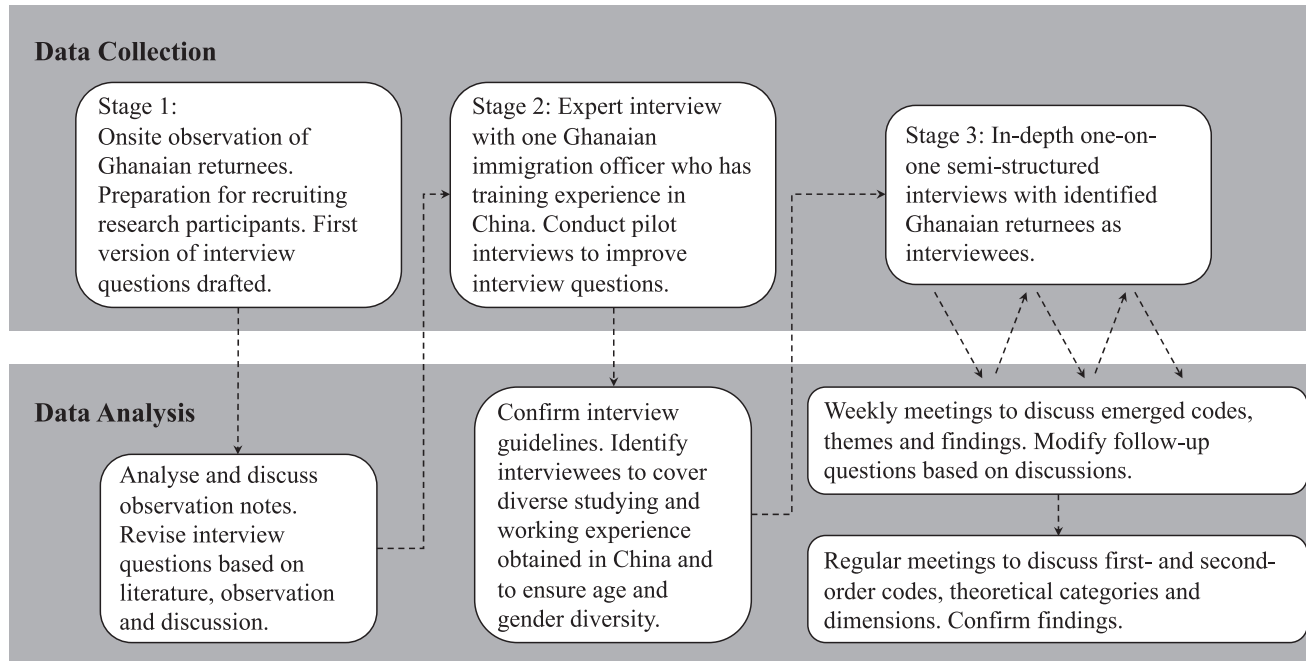 Data Collection
Stage 1:
Onsite observation of
Ghanaian returnees.
Preparation for recruiting
research participants. First
version of interview
questions drafted.
Stage 2: Expert interview
with one Ghanaian
immigration officer who has
training experience in
China. Conduct pilot
interviews to improve
interview questions.
Stage 3: In-depth one-on-
one semi-structured
interviews with identified
Ghanaian returnees as
interviewees.
Data Analysis
Analyse and discuss
observation notes.
Revise interview
questions based on
literature, observation
and discussion.
Confirm interview
guidelines. Identify
interviewees to cover
diverse studying and
working experience
obtained in China and
to ensure age and
gender diversity.
Weekly meetings to discuss emerged codes,
themes and findings. Modify follow-up
questions based on discussions.
Regular meetings to discuss first- and second-
order codes, theoretical categories and
dimensions. Confirm findings.